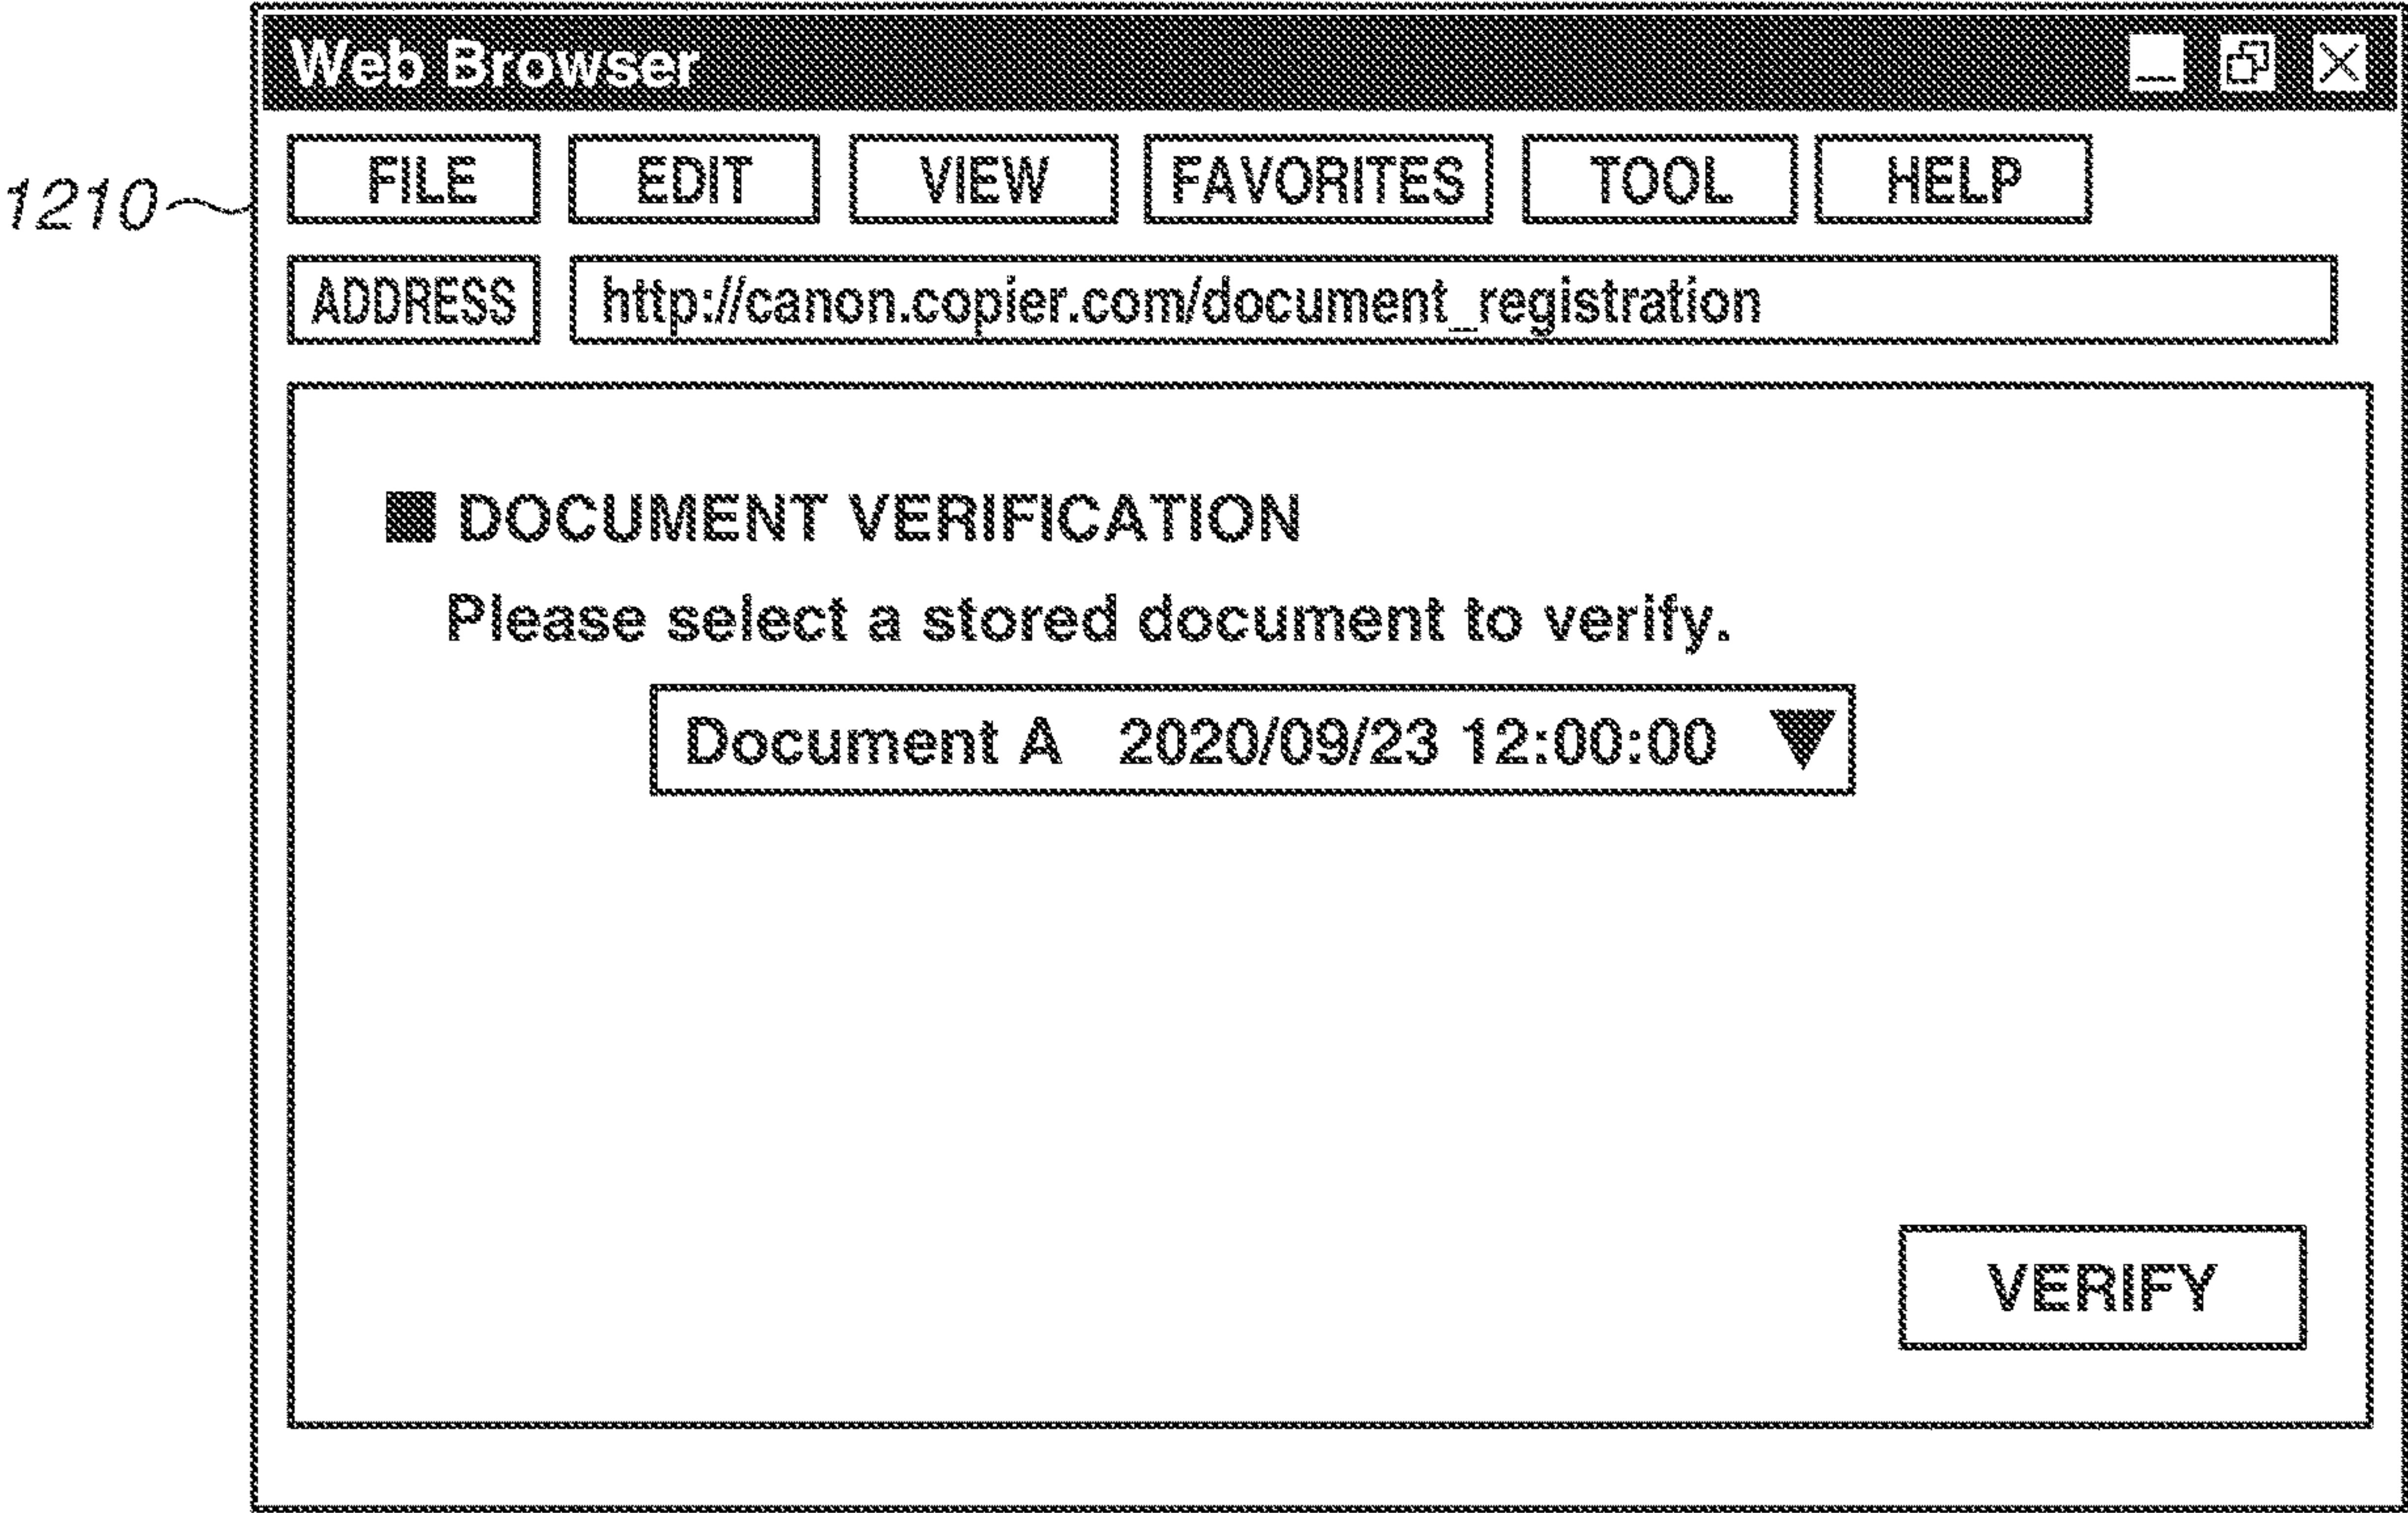 Web Browser
FILE EDIT VIEW FAVORITES TOOL HELP
1210
ADDRESS http://canon.copier.com/document_registration
DOCUMENT VERIFICATION
Please select a stored document to verify.
Document A 2020/09/23 12:00:00
VERIFY